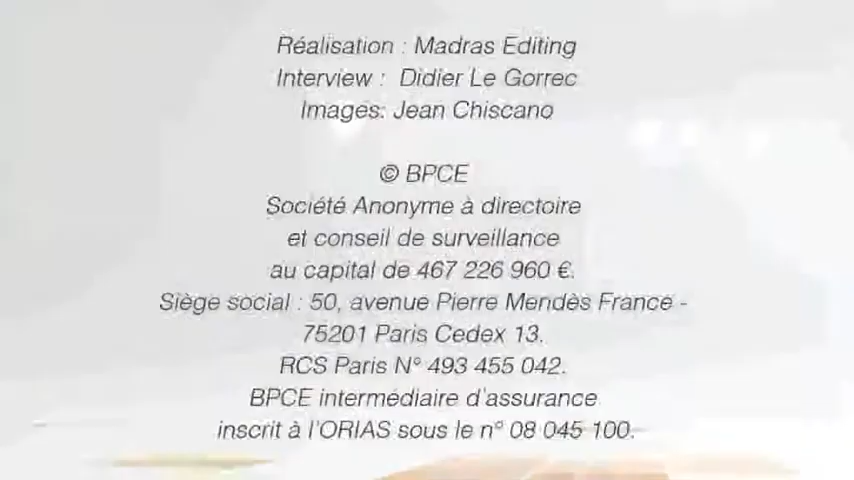 Réalisation : Madras Editing
Interview : Didier Le Gorrec
Images: Jean Chiscano
© BPCE
Société Anonyme à directoire
et conseil de surveillance
au capital de 467 226 960 €.
Siège social : 50, avenue Pierre Mendès France -
75201 Paris Cedex 13.
RCS Paris N° 493 455 042.
BPCE intermédiaire d'assurance
inscrit à l'ORIAS sous le n° 08 045 100.